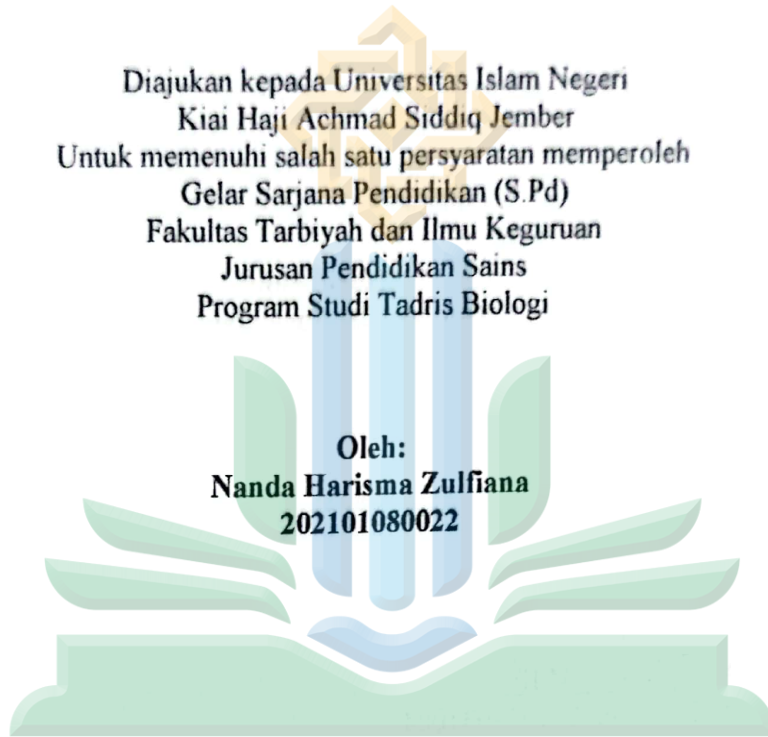 Diajukan kepada Universitas Islam Negeri
Kiai Haji Achmad Siddiq Jember
Untuk memenuhi salah satu persyaratan memperoleh
Gelar Sarjana Pendidikan (S.Pd)
Fakultas Tarbiyah dan Ilmu Keguruan
Jurusan Pendidikan Sains
Program Studi Tadris Biologi
Oleh:
Nanda Harisma Zulfiana
202101080022